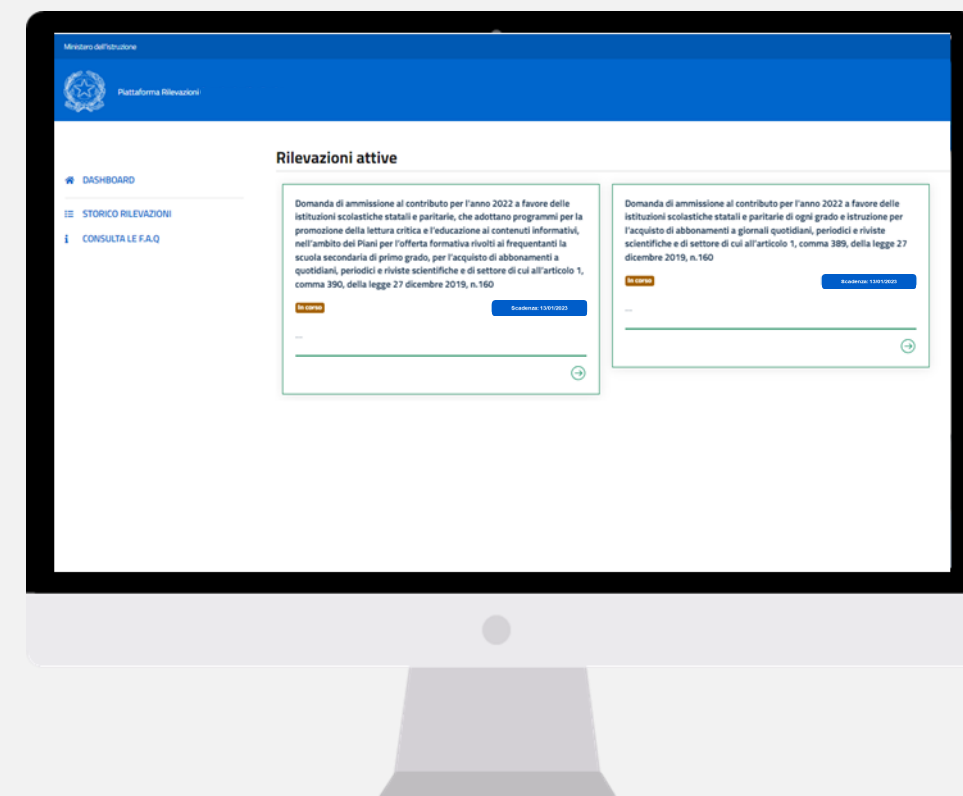 Ministero dell'Istruzione
Piattaforma Rilevazioni
Rilevazioni attive
DASHBOARD
STORICO RILEVAZIONI
CONSULTA LE F.A.Q
Domanda di ammissione al contributo per l'anno 2022 a favore delle
istituzioni scolastiche statali e paritarie, che adottano programmi per la
promozione della lettura critica e l'educazione ai contenuti informativi,
nell'ambito dei Piani per l'offerta formativa rivolti ai frequentanti la
scuola secondaria di primo grado, per l'acquisto di abbonamenti a
quotidiani, periodici e riviste scientifiche e di settore di cui all'articolo 1,
comma 390, della legge 27 dicembre 2019, n.160
In corso
Scadenza: 13/01/2023
...
Domanda di ammissione al contributo per l'anno 2022 a favore delle
istituzioni scolastiche statali e paritarie di ogni grado e istruzione per
l'acquisto di abbonamenti a giornali quotidiani, periodici e riviste
scientifiche e di settore di cui all'articolo 1, comma 389, della legge 27
dicembre 2019, n.160
In corso
Scadenza: 13/01/2023
...